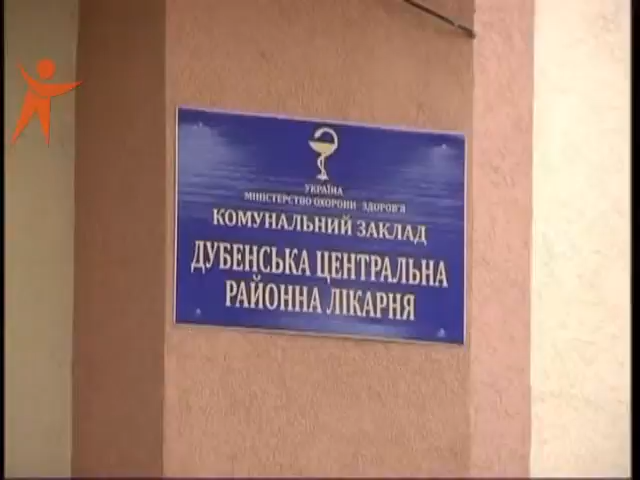 УКРАЇНА
МІНІСТЕРСТВО ОХОРОНИ ЗДОРОВ'Я
КОМУНАЛЬНИЙ ЗАКЛАД
ДУБЕНСЬКА ЦЕНТРАЛЬНА
РАЙОННА ЛІКАРНЯ